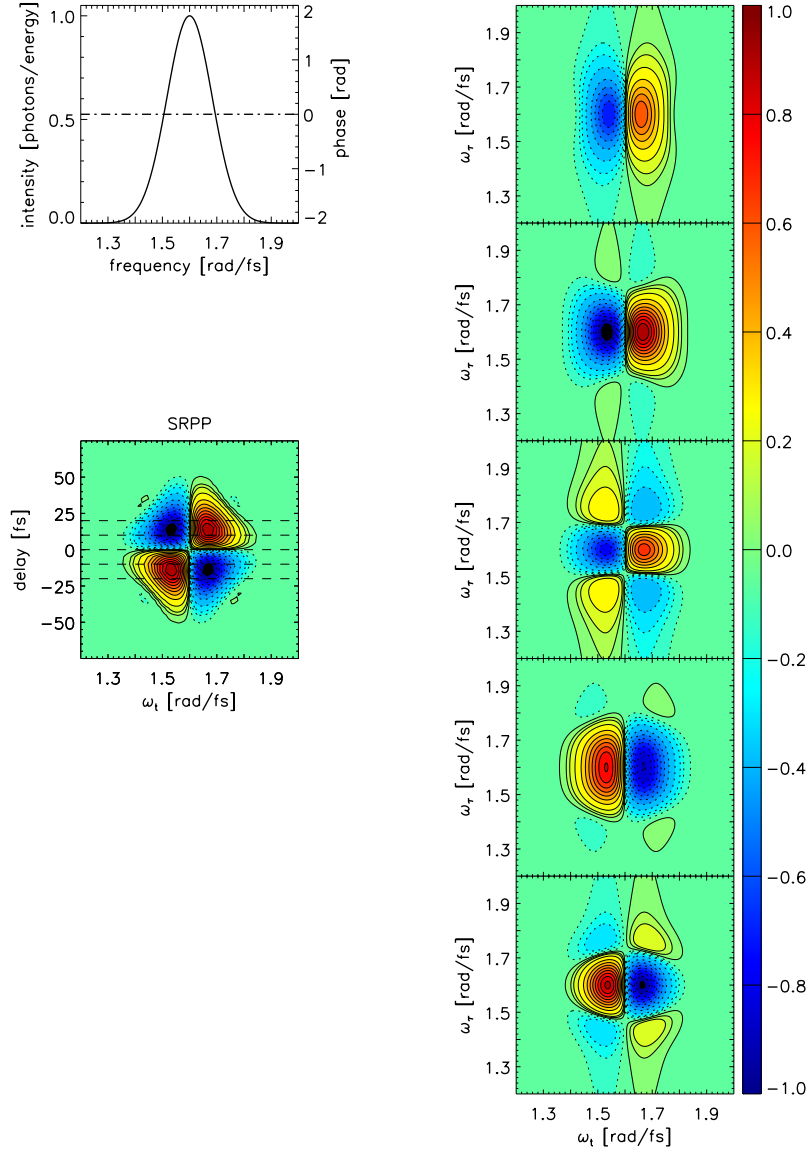 intensity [photons/energy]
1.0
0.5
0.0
phase [rad]
2
1
0
−1
−2
1.3 1.5 1.7 1.9
frequency [rad/fs]
SRPP
delay [fs]
50
25
0
−25
−50
1.3 1.5 1.7 1.9
ωt [rad/fs]
ωτ [rad/fs]
1.9
1.7
1.5
1.3
ωτ [rad/fs]
1.9
1.7
1.5
1.3
ωτ [rad/fs]
1.9
1.7
1.5
1.3
ωτ [rad/fs]
1.9
1.7
1.5
1.3
ωτ [rad/fs]
1.9
1.7
1.5
1.3
1.3 1.5 1.7 1.9
ωt [rad/fs]
1.0
0.8
0.6
0.4
0.2
0.0
−0.2
−0.4
−0.6
−0.8
−1.0